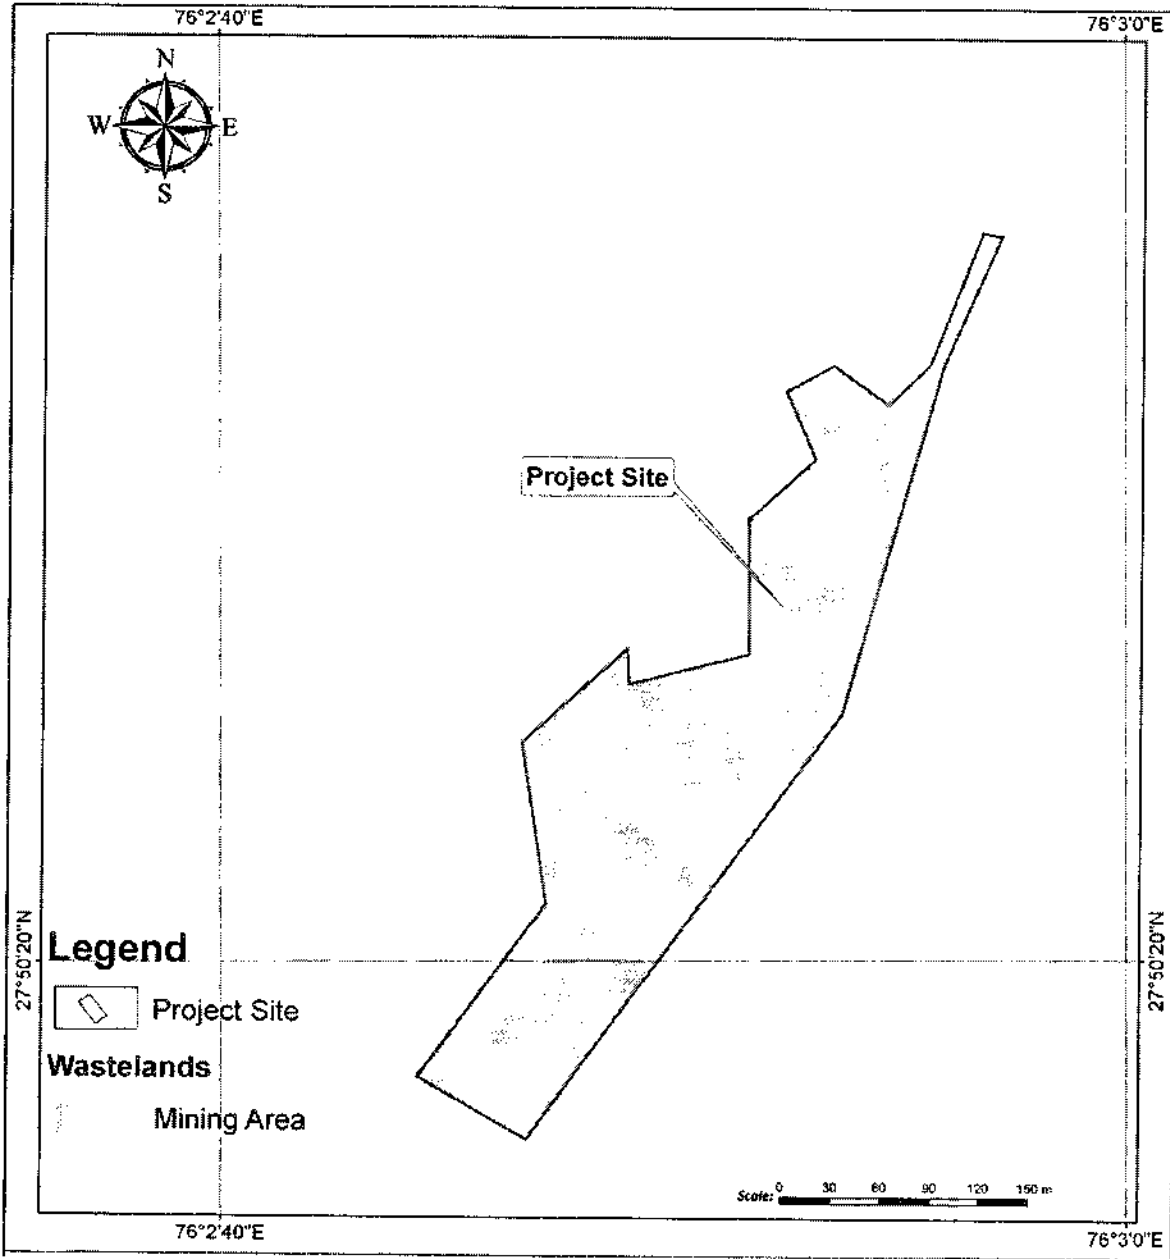 76°2'40"E
76°3'0"E
N
W
E
S
Project Site
27°50'20"N
27°50'20"N
Legend
Project Site
Wastelands
Mining Area
Scale: 0 30 60 90 120 150 m
76°2'40"E
76°3'0"E